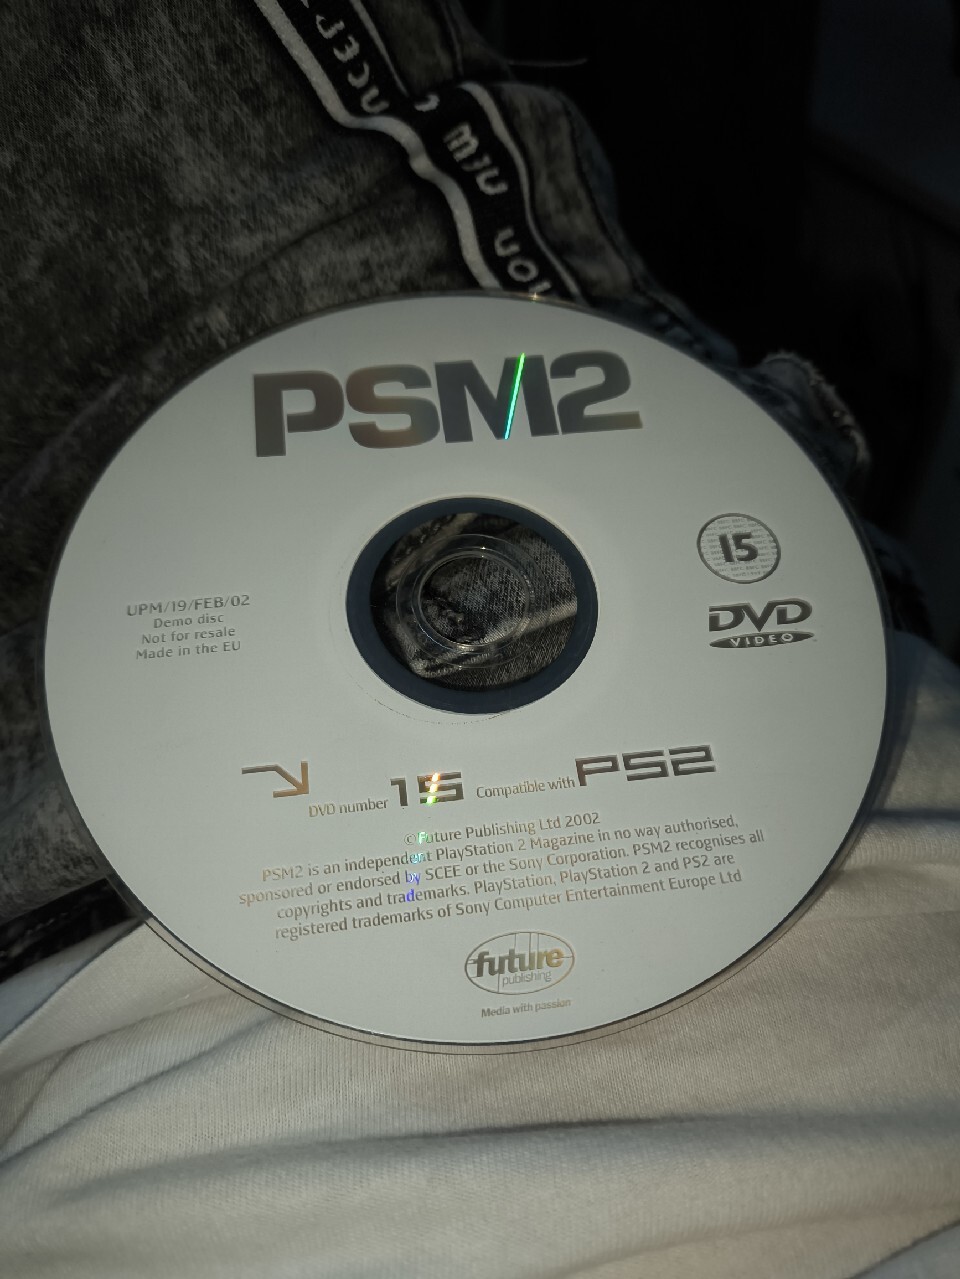 PSM2
15
DVD
VIDEO
UPM/19/FEB/02
Demo disc
Not for resale
Made in the EU
DVD number 15 Compatible with PS2
©Future Publishing Ltd 2002
PSM2 is an independent PlayStation 2 Magazine in no way authorised,
sponsored or endorsed by SCEE or the Sony Corporation. PSM2 recognises all
copyrights and trademarks. PlayStation, PlayStation 2 and PS2 are
registered trademarks of Sony Computer Entertainment Europe Ltd
future
publishing
Media with passion